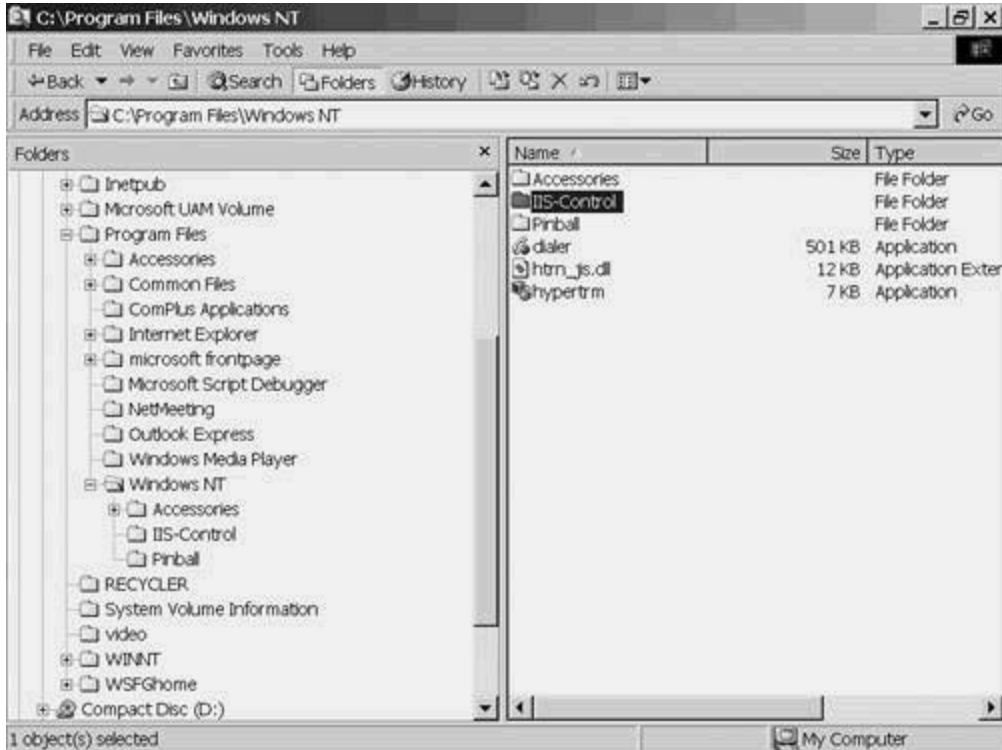 C:\Program Files\Windows NT
File Edit View Favorites Tools Help
Back Search Folders History
Address C:\Program Files\Windows NT Go
Folders
Inetpub
Microsoft UAM Volume
Program Files
Accessories
Common Files
ComPlus Applications
Internet Explorer
microsoft frontpage
Microsoft Script Debugger
NetMeeting
Outlook Express
Windows Media Player
Windows NT
Accessories
IIS-Control
Pinball
RECYCLER
System Volume Information
video
WINNT
WSFGhome
Compact Disc (D:)
Name Size Type
Accessories File Folder
IIS-Control File Folder
Pinball File Folder
dialer 501 KB Application
htrn_jis.dll 12 KB Application Exter
hypertrm 7 KB Application
1 object(s) selected My Computer